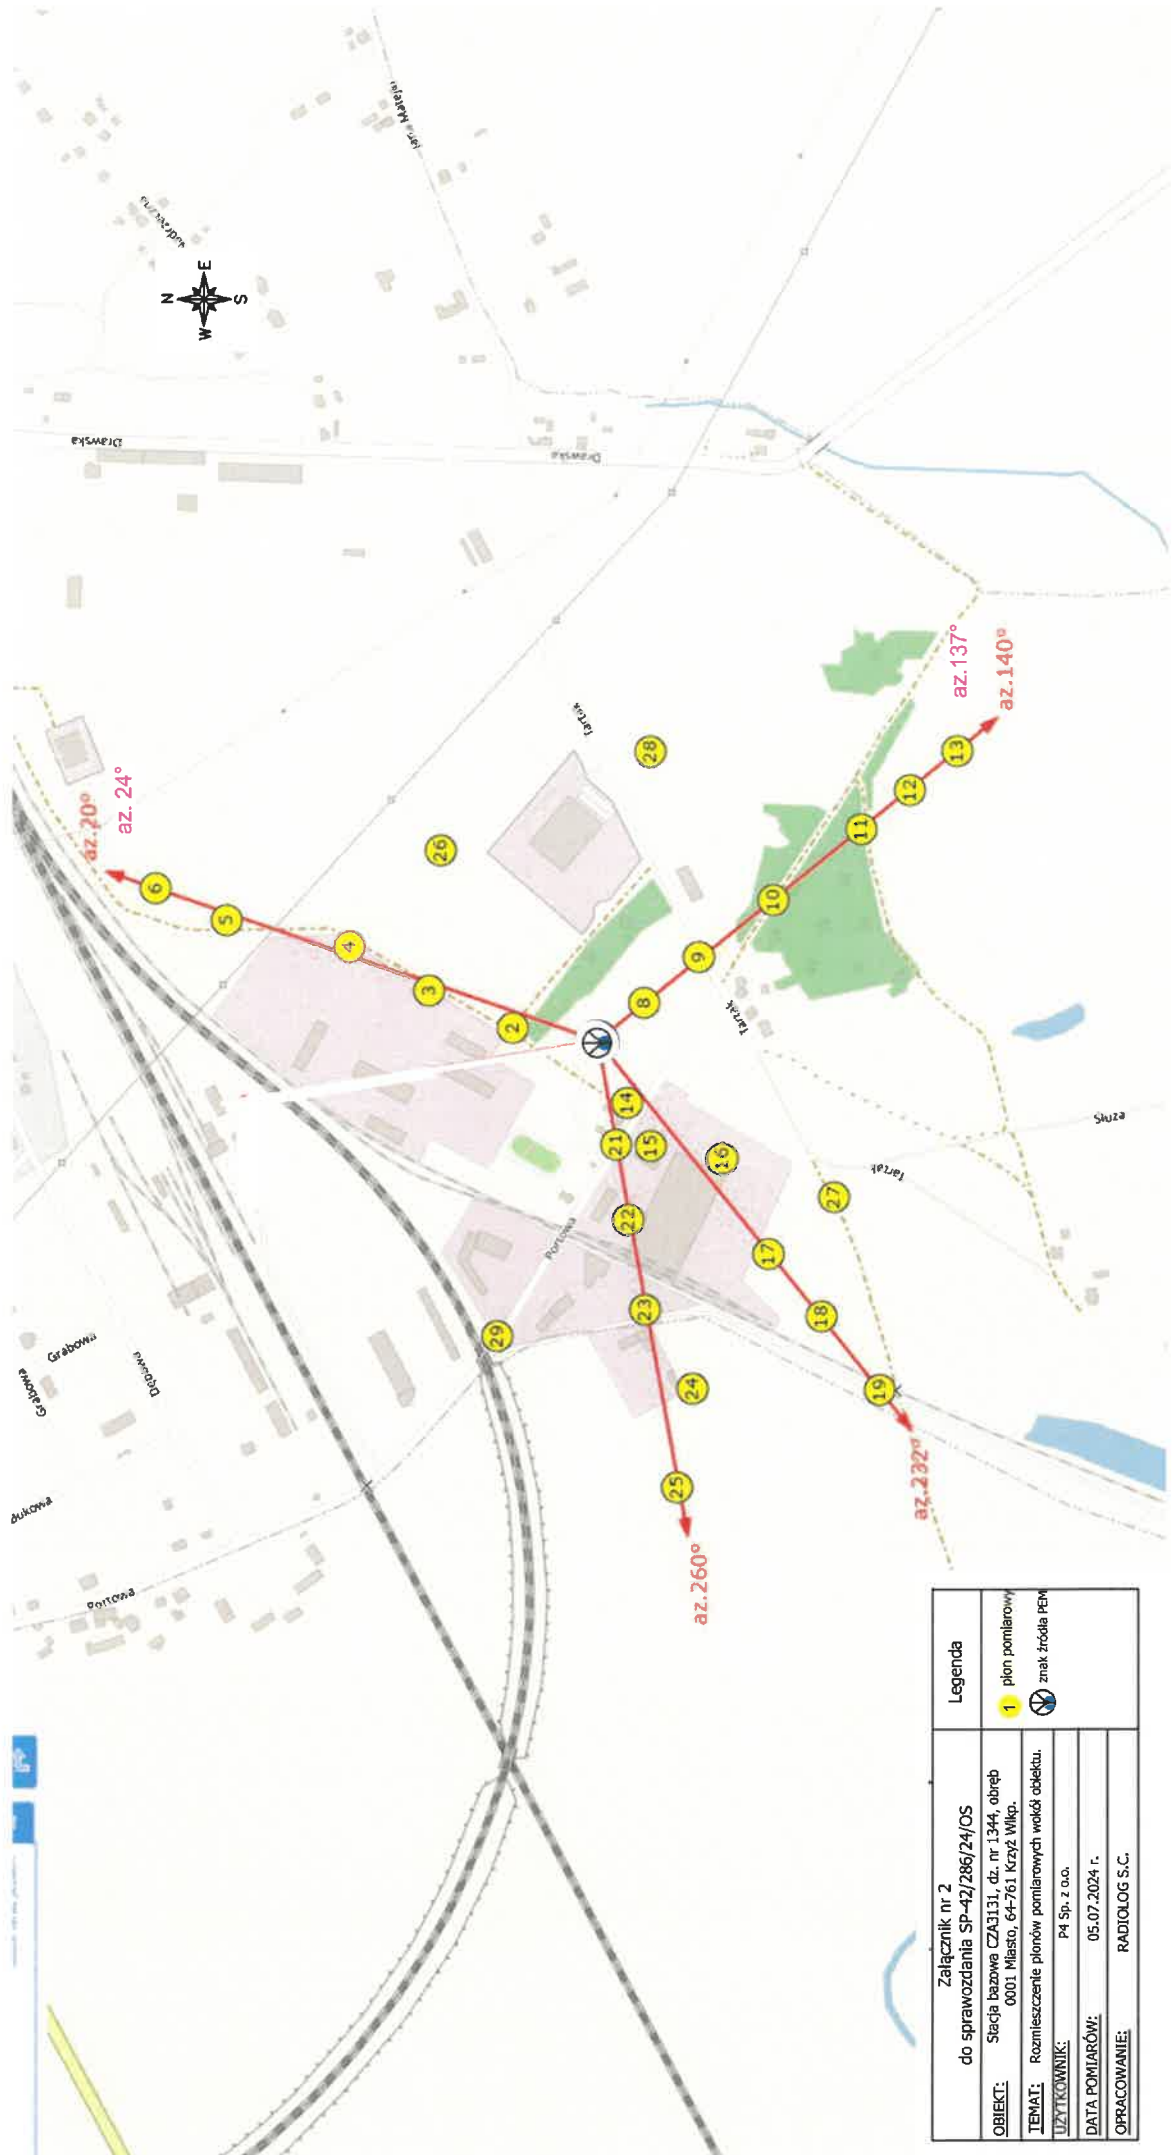 Jana Matejki
N
W
E
S
Drawska
Drawska
az.20°
az. 24°
6
5
4
3
2
26
Tartak
28
az.137°
az.140°
13
12
11
10
9
8
Tartak
14
21
15
16
22
Portowa
17
27
Tartak
Śluza
23
18
29
24
19
25
az.232°
az.260°
Grabowa
Grabowa
Dębowa
Bukowa
Portowa
Załącznik nr 2
do sprawozdania SP-42/286/24/OS
Legenda
OBIEKT: Stacja bazowa CZA3131, dz. nr 1344, obręb
0001 Miasto, 64-761 Krzyż Wlkp.
1 pion pomiarowy
znak źródła PEM
TEMAT: Rozmieszczenie pionów pomiarowych wokół obiektu.
UŻYTKOWNIK: P4 Sp. z o.o.
DATA POMIARÓW: 05.07.2024 r.
OPRACOWANIE: RADIOLOG S.C.